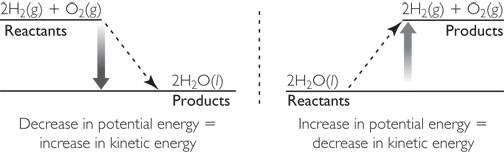 2H₂(g) + O₂(g)
Reactants
2H₂O(l)
Products
Decrease in potential energy =
increase in kinetic energy
2H₂(g) + O₂(g)
Products
2H₂O(l)
Reactants
Increase in potential energy =
decrease in kinetic energy